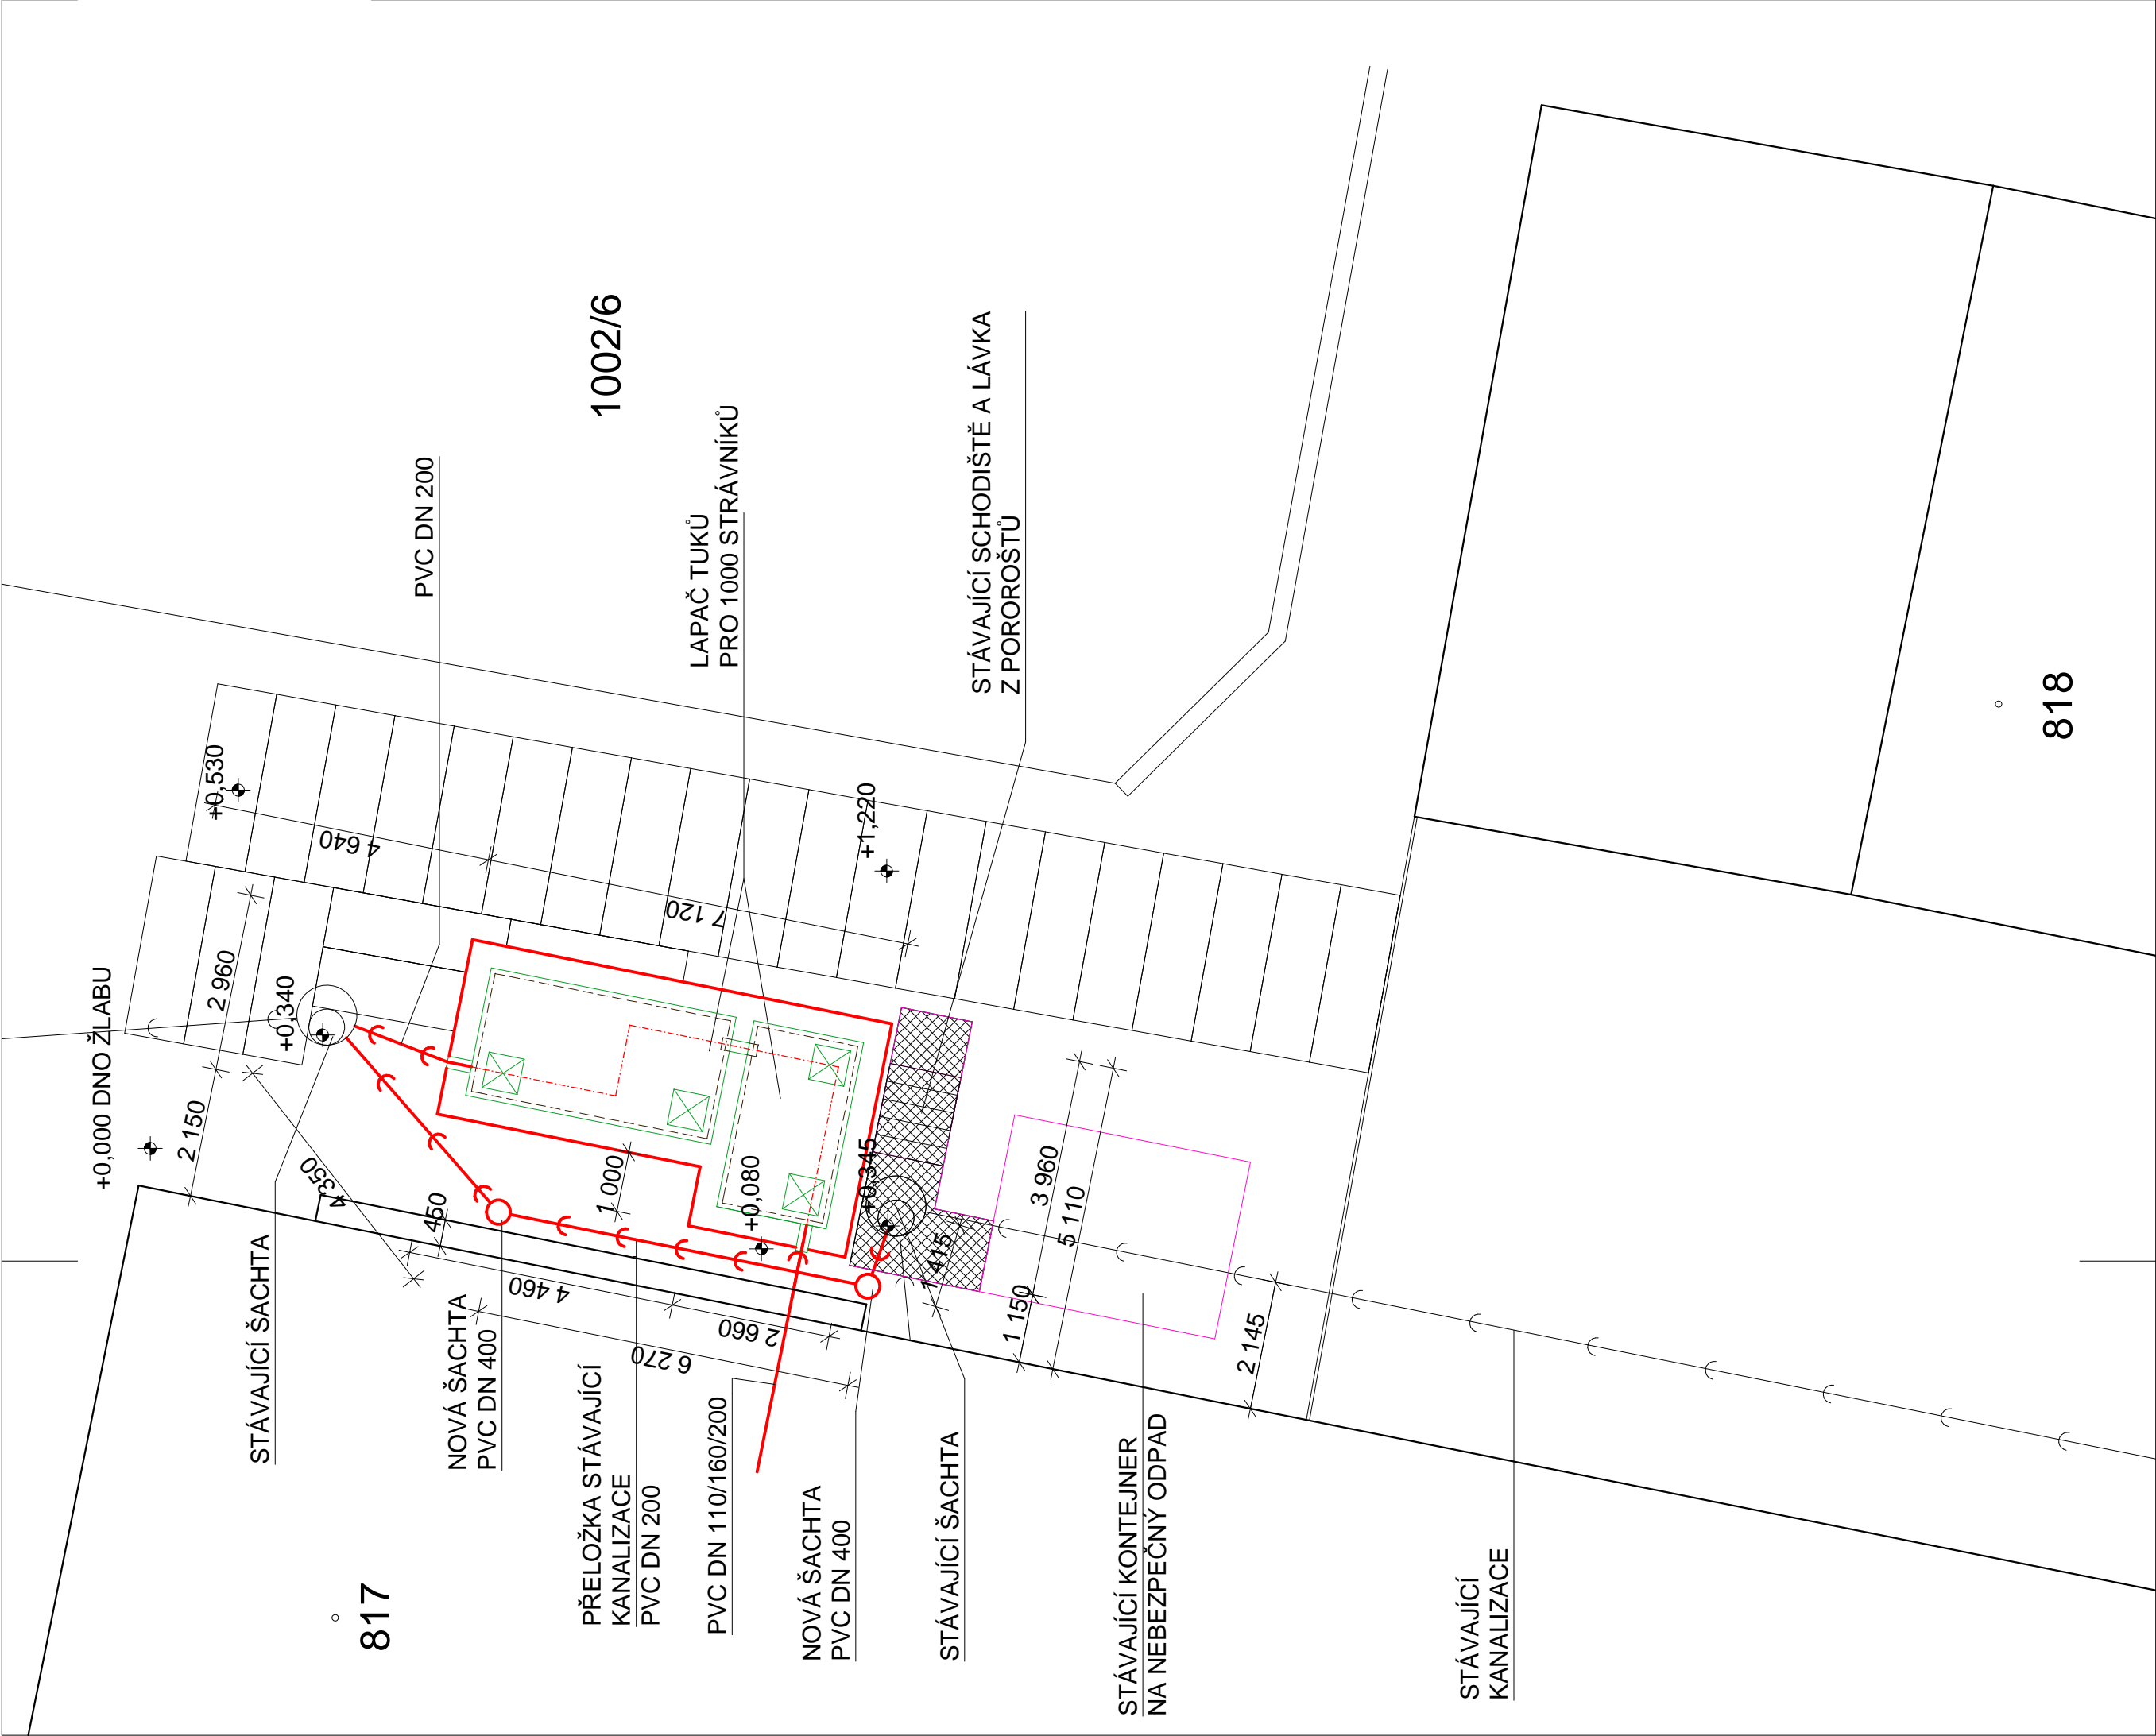 +0,000 DNO ŽLABU
2 150
2 960
+0,530
+0,340
4 640
STÁVAJÍCÍ ŠACHTA
4 350
817
PVC DN 200
450
NOVÁ ŠACHTA
PVC DN 400
4 460
1002/6
1 000
PŘELOŽKA STÁVAJÍCÍ
KANALIZACE
PVC DN 200
6 270
7 120
LAPAČ TUKŮ
PRO 1000 STRÁVNÍKŮ
PVC DN 110/160/200
2 660
+0,080
NOVÁ ŠACHTA
PVC DN 400
+0,345
+1,220
STÁVAJÍCÍ ŠACHTA
1 415
STÁVAJÍCÍ SCHODIŠTĚ A LÁVKA
Z POROROŠTŮ
1 150
3 960
5 110
STÁVAJÍCÍ KONTEJNER
NA NEBEZPEČNÝ ODPAD
2 145
STÁVAJÍCÍ
KANALIZACE
818